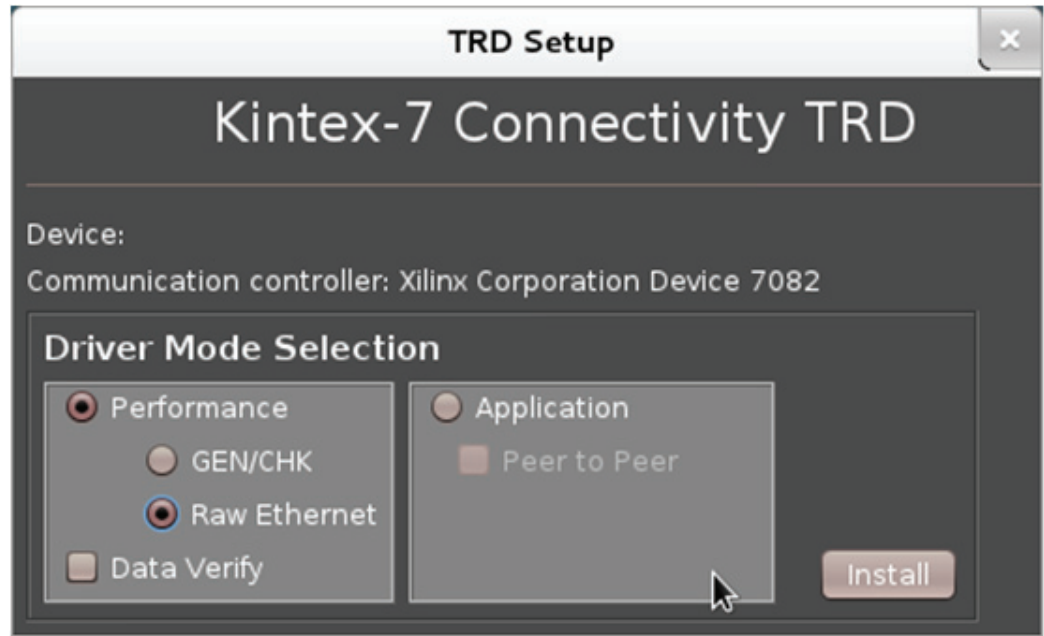 TRD Setup
Kintex-7 Connectivity TRD
Device:
Communication controller: Xilinx Corporation Device 7082
Driver Mode Selection
Performance
GEN/CHK
Raw Ethernet
Data Verify
Application
Peer to Peer
Install